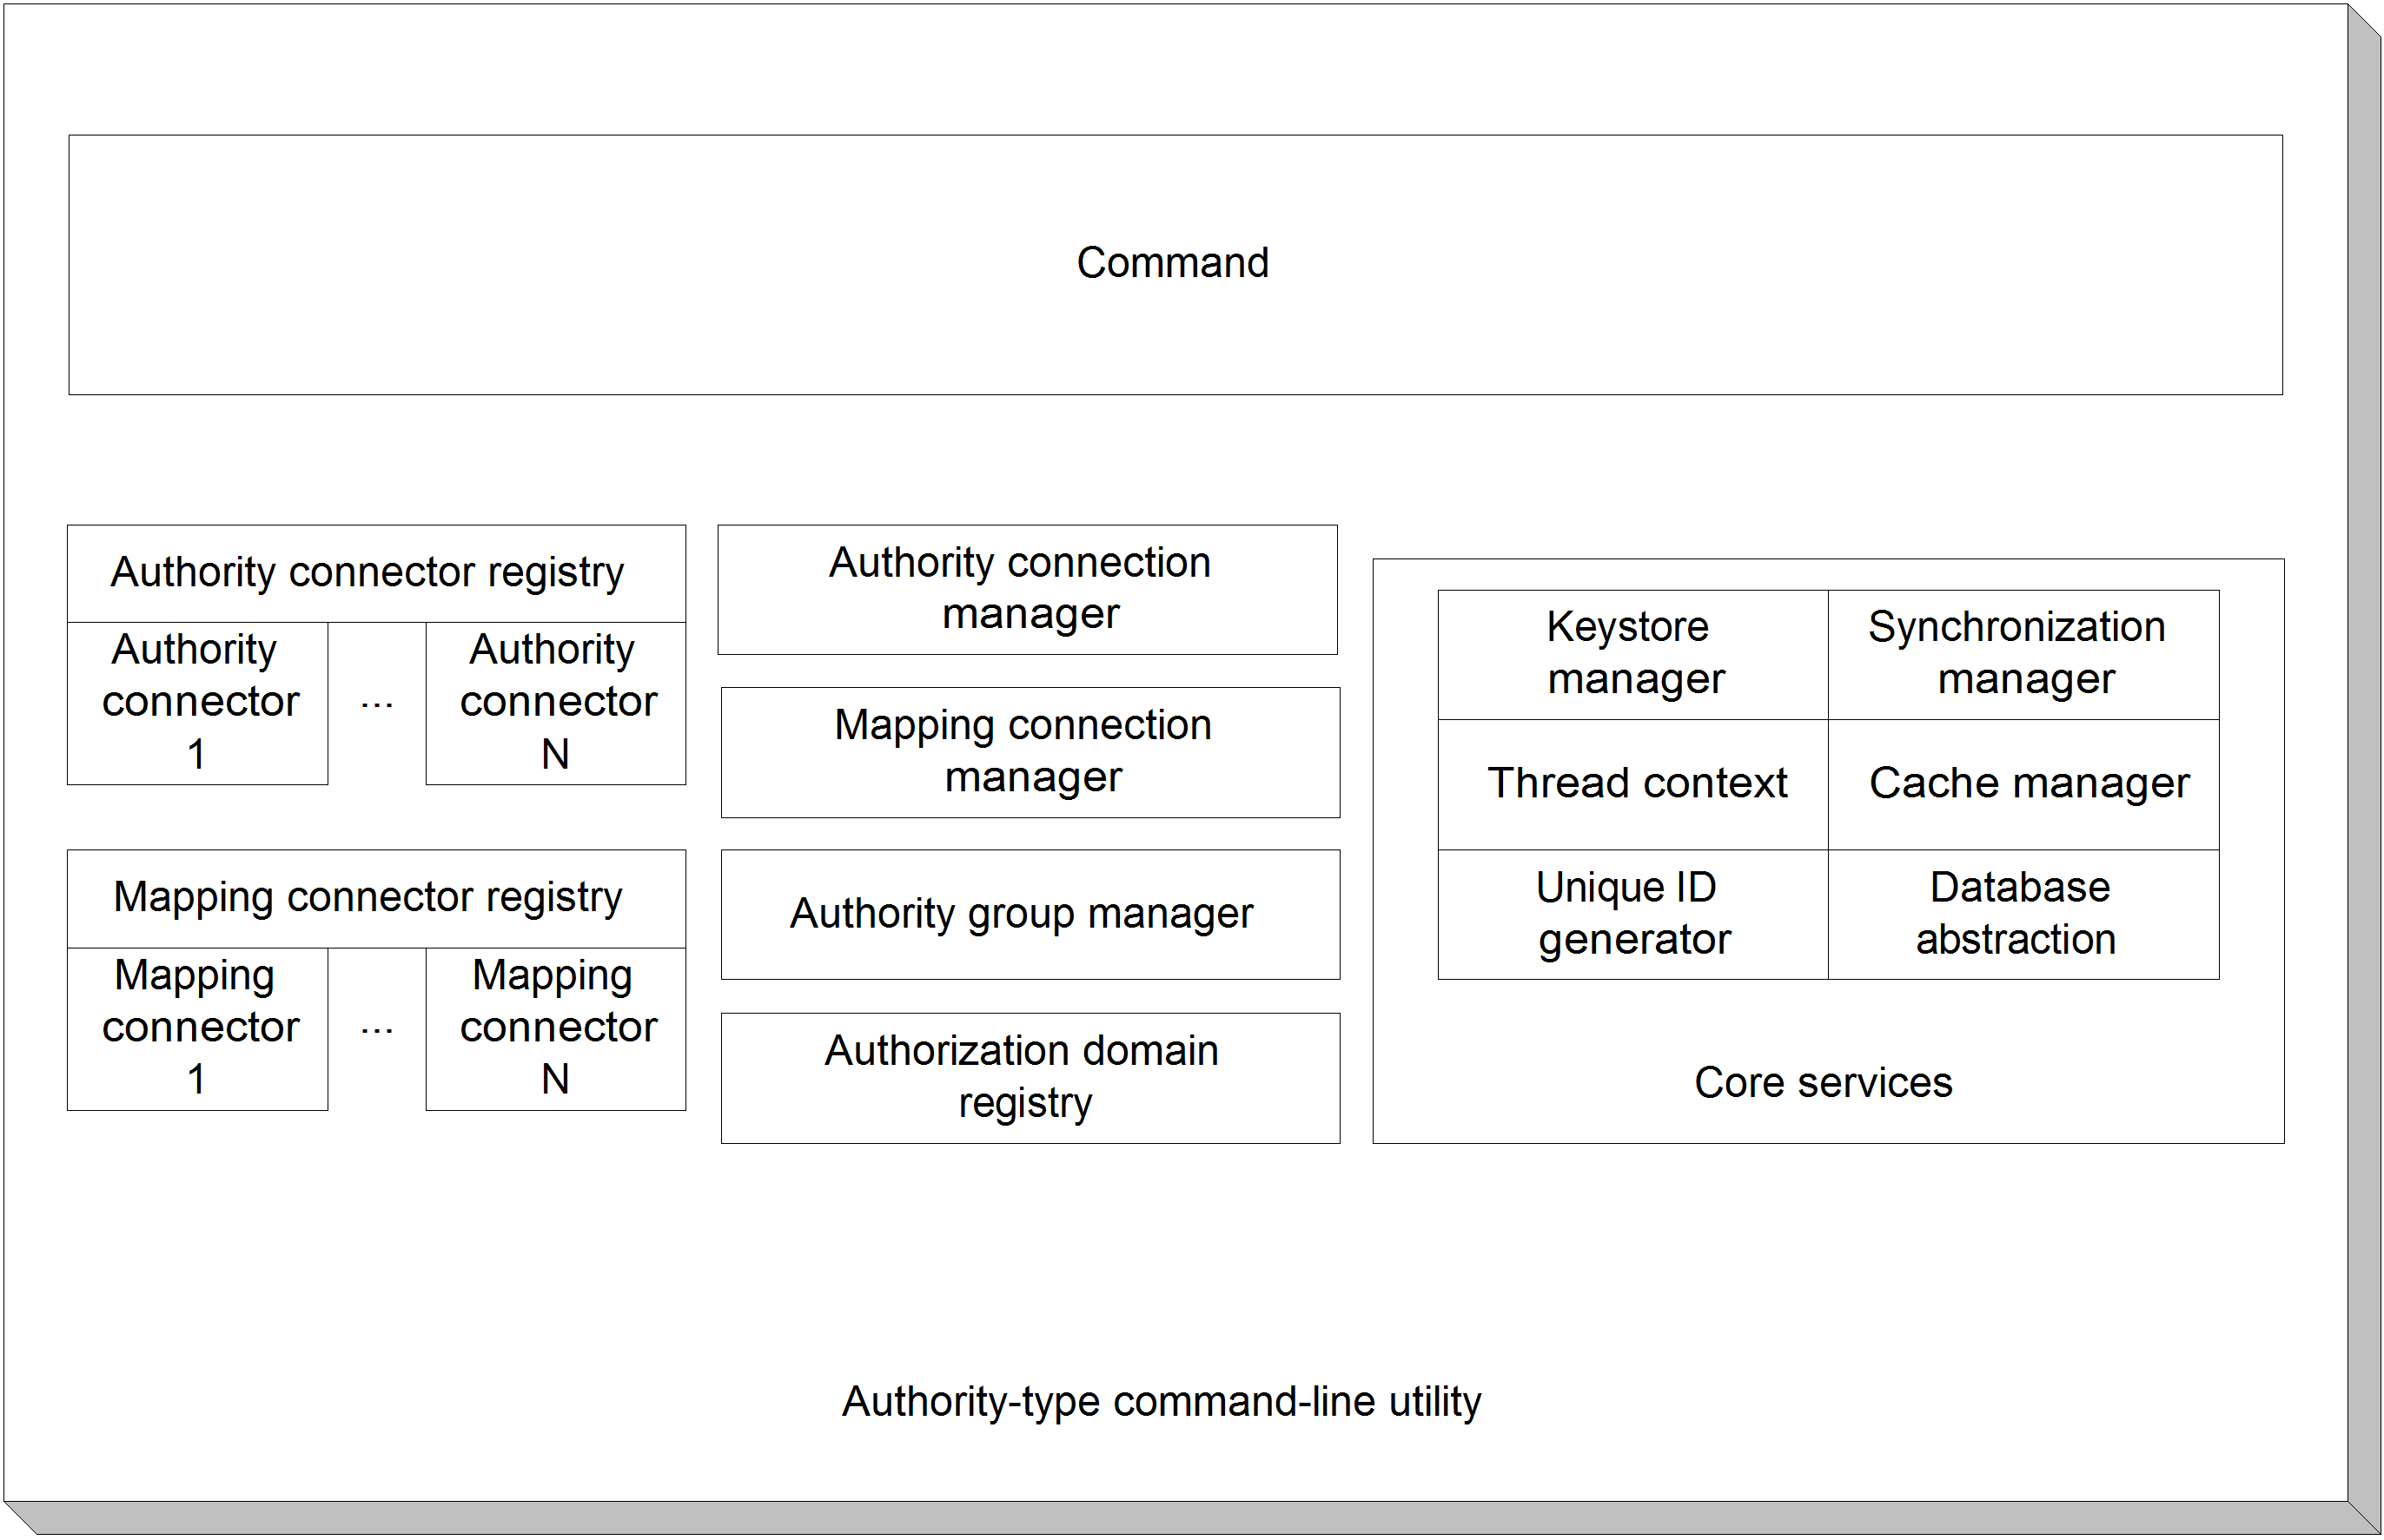 Command
Authority connector registry
Authority
connector
1
...
Authority
connector
N
Mapping connector registry
Mapping
connector
1
...
Mapping
connector
N
Authority connection
manager
Mapping connection
manager
Authority group manager
Authorization domain
registry
Keystore
manager
Synchronization
manager
Thread context
Cache manager
Unique ID
generator
Database
abstraction
Core services
Authority-type command-line utility